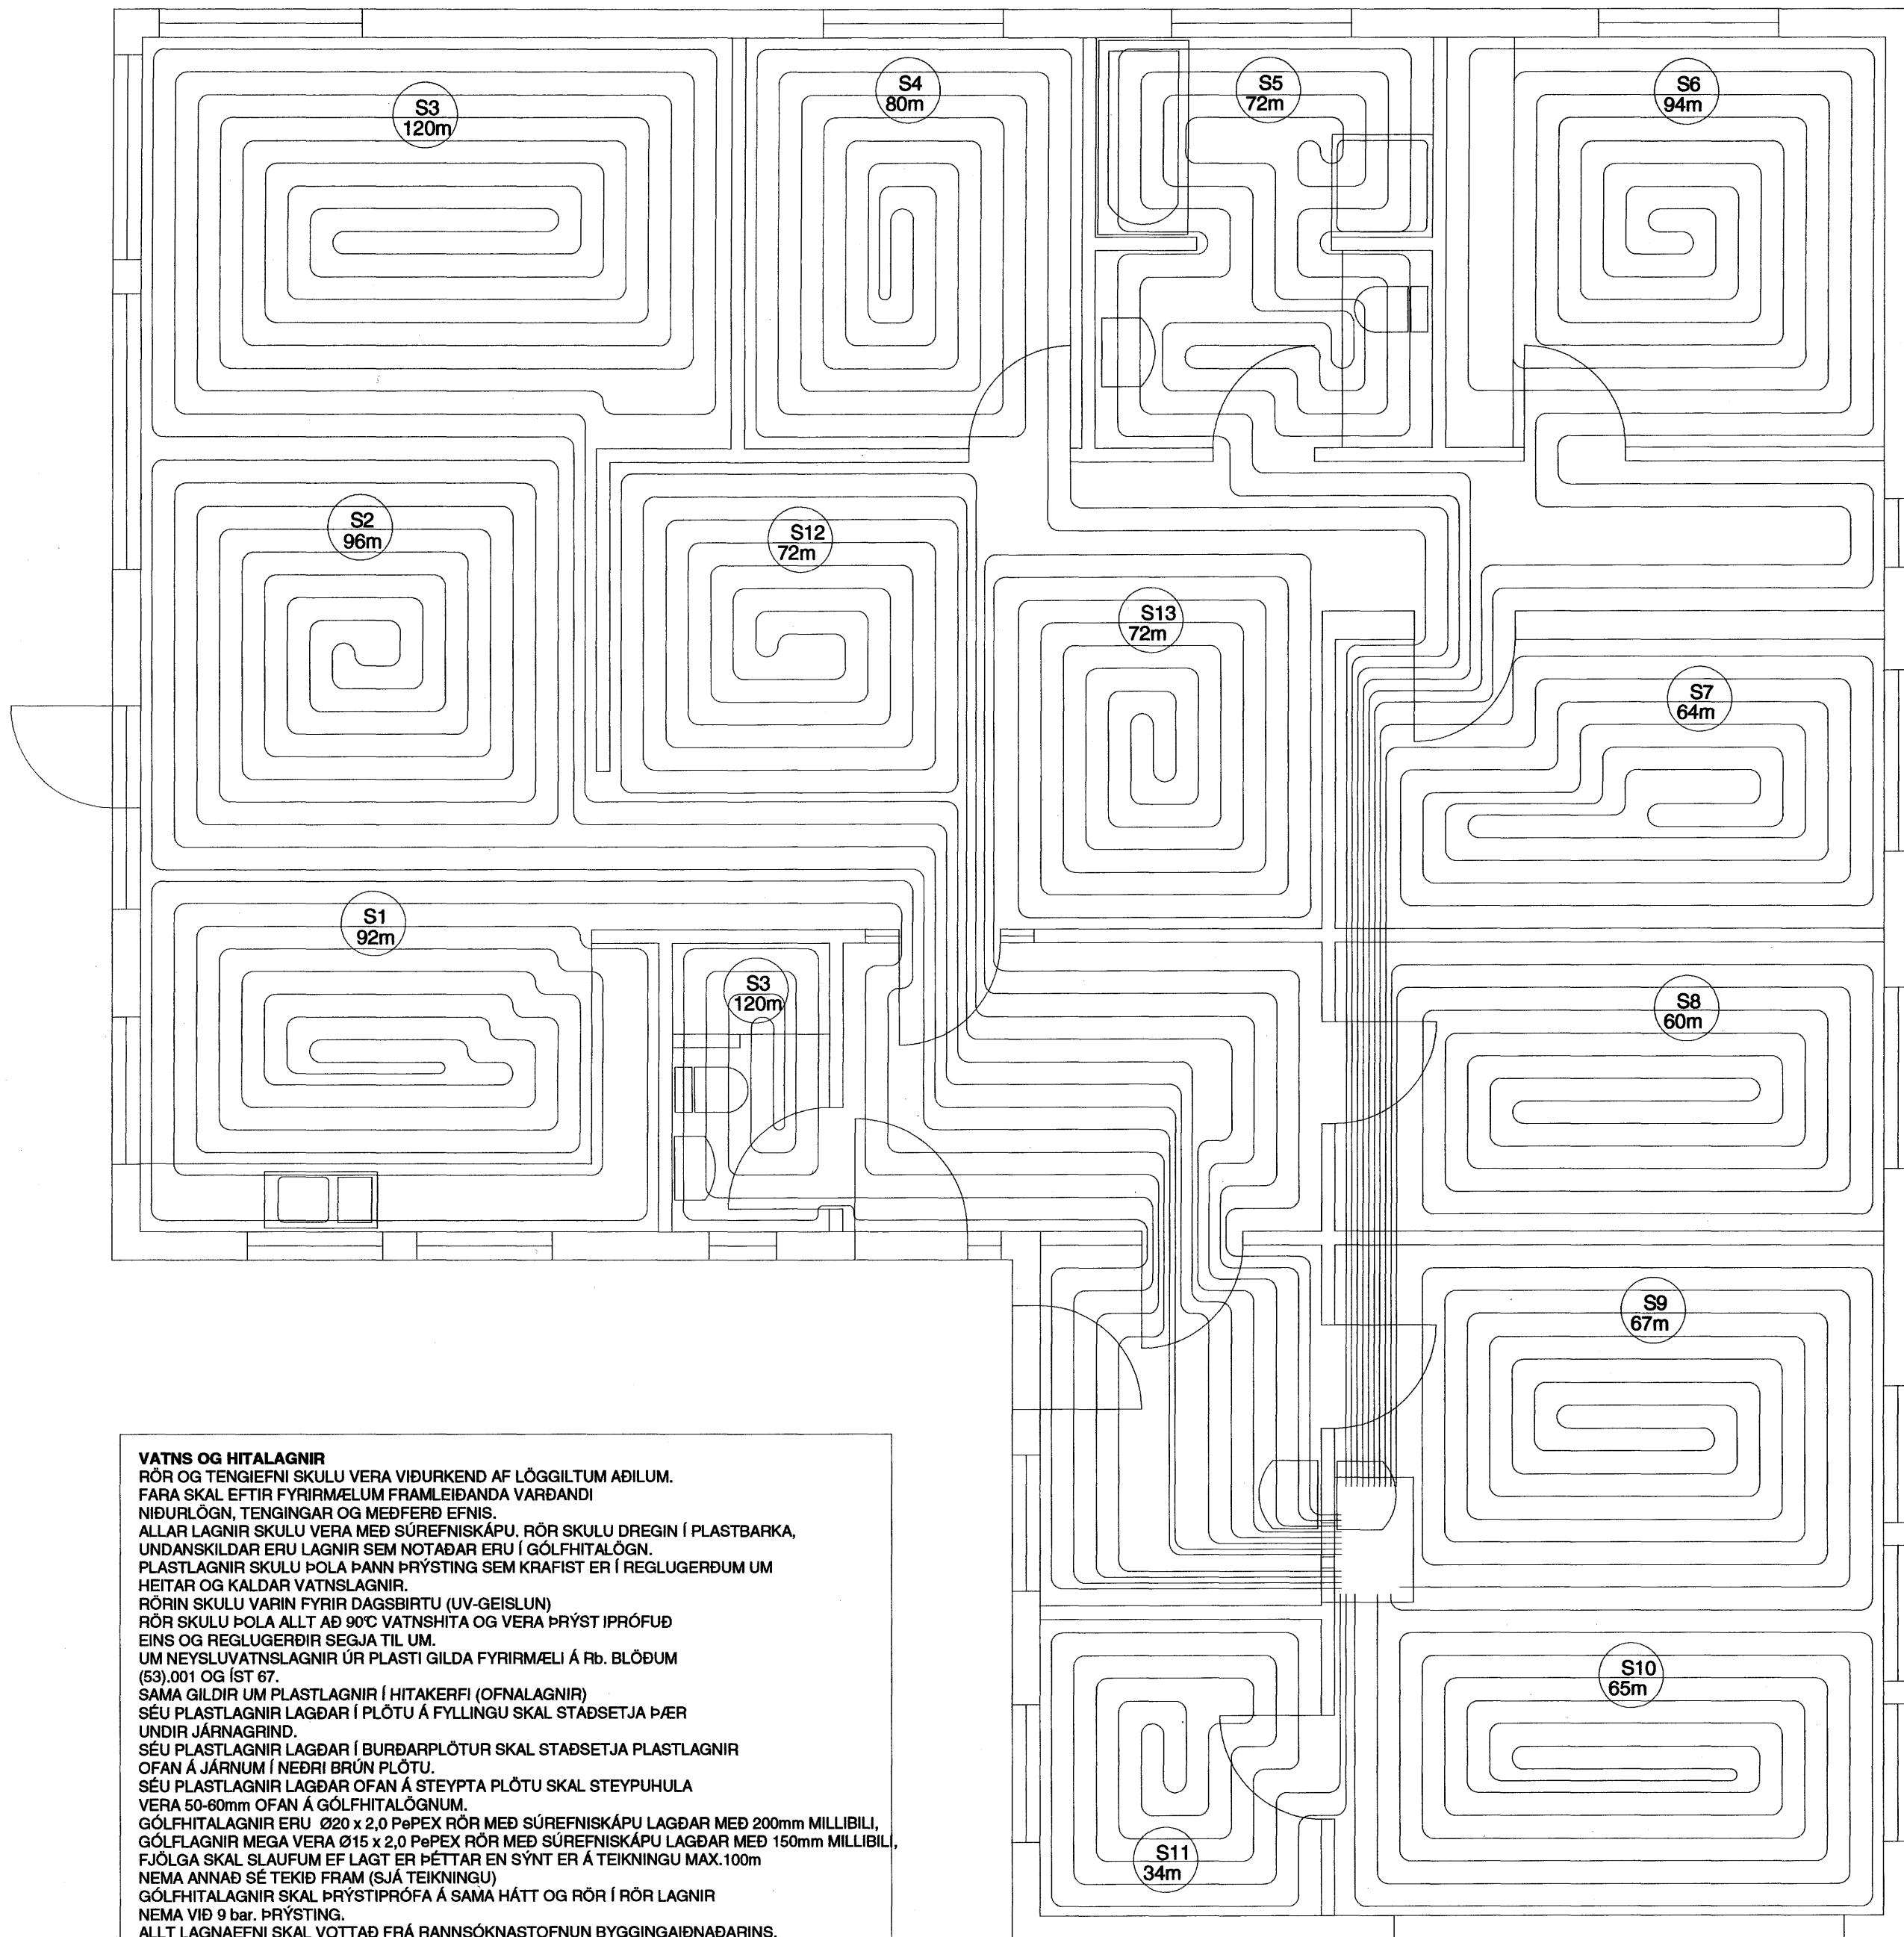 S3
120m
S4
80m
S5
72m
S6
94m
S2
96m
S12
72m
S13
72m
S7
64m
S1
92m
S3
120m
S8
60m
S9
67m
S10
65m
S11
34m
VATNS OG HITALAGNIR
RÖR OG TENGIEFNI SKULU VERA VIÐURKEND AF LÖGGILTUM AÐILUM.
FARA SKAL EFTIR FYRIRMÆLUM FRAMLEIÐANDA VARÐANDI
NIÐURLÖGN, TENGINGAR OG MEÐFERÐ EFNIS.
ALLAR LAGNIR SKULU VERA MEÐ SÚREFNISKÁPU. RÖR SKULU DREGIN Í PLASTBARKA,
UNDANSKILDAR ERU LAGNIR SEM NOTAÐAR ERU Í GÓLFHITALÖGN.
PLASTLAGNIR SKULU ÞOLA ÞANN ÞRÝSTING SEM KRAFIST ER Í REGLUGERÐUM UM
HEITAR OG KALDAR VATNSLAGNIR.
RÖRIN SKULU VARIN FYRIR DAGSBIRTU (UV-GEISLUN)
RÖR SKULU ÞOLA ALLT AÐ 90°C VATNSHITA OG VERA ÞRÝST IPRÓFUÐ
EINS OG REGLUGERÐIR SEGJA TIL UM.
UM NEYSLUVATNSLAGNIR ÚR PLASTI GILDA FYRIRMÆLI Á Rb. BLÖÐUM
(53).001 OG ÍST 67.
SAMA GILDIR UM PLASTLAGNIR Í HITAKERFI (OFNALAGNIR)
SÉU PLASTLAGNIR LAGÐAR Í PLÖTU Á FYLLINGU SKAL STAÐSETJA ÞÆR
UNDIR JÁRNAGRIND.
SÉU PLASTLAGNIR LAGÐAR Í BURÐARPLÖTUR SKAL STAÐSETJA PLASTLAGNIR
OFAN Á JÁRNUM Í NEÐRI BRÚN PLÖTU.
SÉU PLASTLAGNIR LAGÐAR OFAN Á STEYPTA PLÖTU SKAL STEYPUHULA
VERA 50-60mm OFAN Á GÓLFHITALÖGNUM.
GÓLFHITALAGNIR ERU Ø20 x 2,0 PePEX RÖR MEÐ SÚREFNISKÁPU LAGÐAR MEÐ 200mm MILLIBILI,
GÓLFLAGNIR MEGA VERA Ø15 x 2,0 PePEX RÖR MEÐ SÚREFNISKÁPU LAGÐAR MEÐ 150mm MILLIBILI,
FJÖLGA SKAL SLAUFUM EF LAGT ER ÞÉTTAR EN SÝNT ER Á TEIKNINGU MAX.100m
NEMA ANNAÐ SÉ TEKIÐ FRAM (SJÁ TEIKNINGU)
GÓLFHITALAGNIR SKAL ÞRÝSTIPRÓFA Á SAMA HÁTT OG RÖR Í RÖR LAGNIR
NEMA VIÐ 9 bar. ÞRÝSTING.
ALLT LAGNAEFNI SKAL VOTTAÐ FRÁ RANNSÓKNASTOFNUN BYGGINGAIÐNAÐARINS.